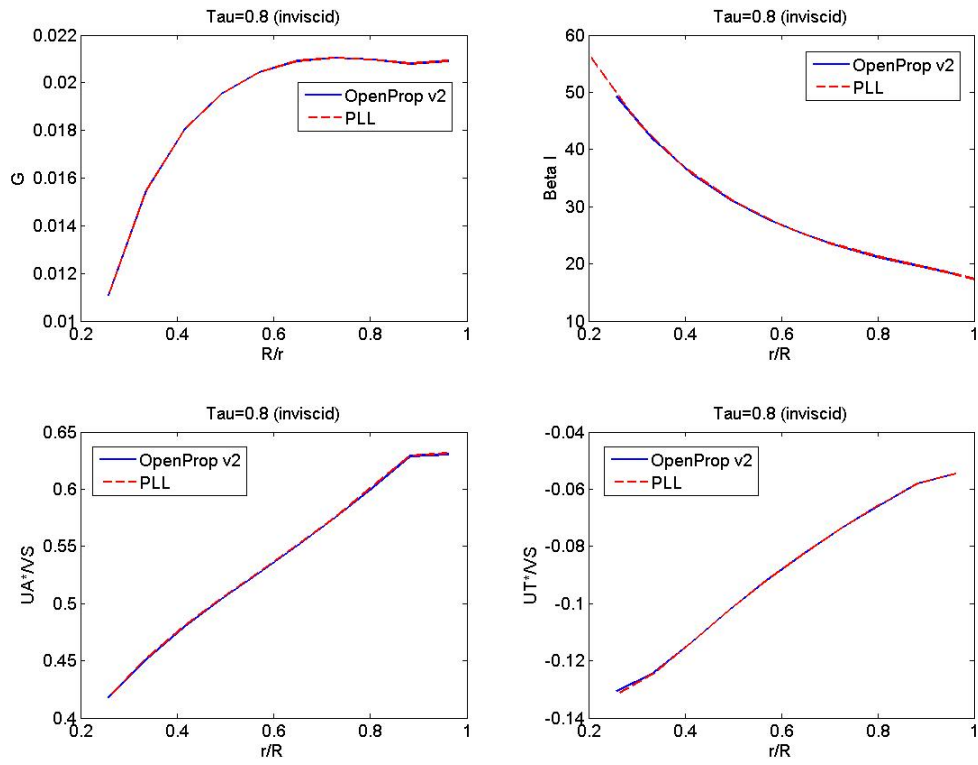 Tau=0.8 (inviscid)
0.022
0.02
0.018
0.016
0.014
0.012
0.01
G
0.2
0.4
0.6
0.8
1
R/r
OpenProp v2
PLL
Tau=0.8 (inviscid)
60
50
40
30
20
10
Beta I
0.2
0.4
0.6
0.8
1
r/R
OpenProp v2
PLL
Tau=0.8 (inviscid)
0.65
0.6
0.55
0.5
0.45
0.4
UA*/VS
0.2
0.4
0.6
0.8
1
r/R
OpenProp v2
PLL
Tau=0.8 (inviscid)
-0.04
-0.06
-0.08
-0.1
-0.12
-0.14
UT*/VS
0.2
0.4
0.6
0.8
1
r/R
OpenProp v2
PLL